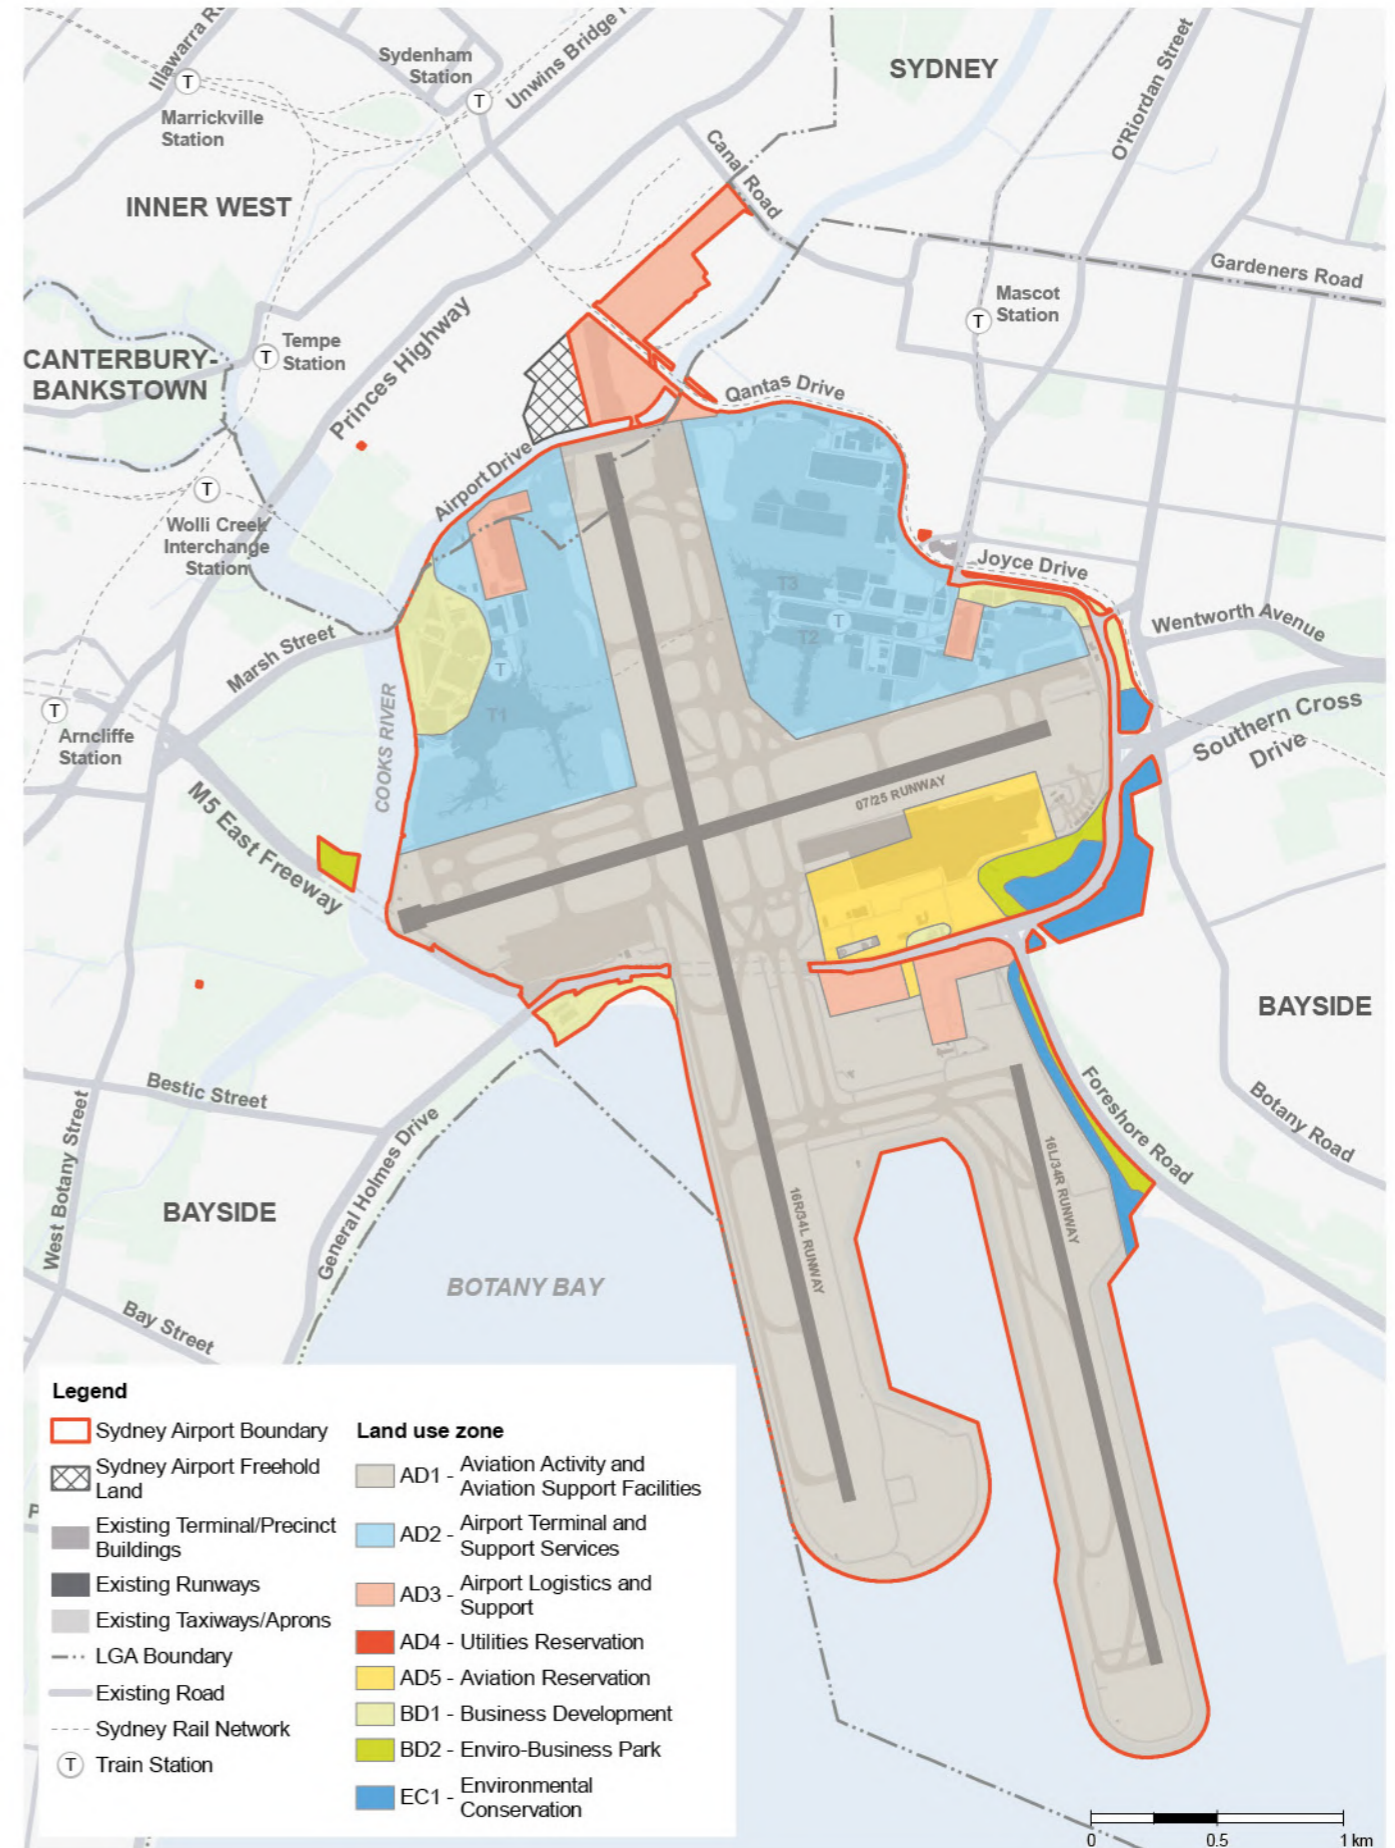 SYDNEY
Illawarra R
Sydenham
Station
Unwins Bridge
O'Riordan Street
Marrickville
Station
Canal Road
INNER WEST
Gardeners Road
Mascot
Station
Tempe
Station
CANTERBURY-
BANKSTOWN
Princes Highway
Qantas Drive
Airport Drive
Wolli Creek
Interchange
Station
Joyce Drive
T3
T2
Wentworth Avenue
Marsh Street
T1
COOKS RIVER
Arncliffe
Station
Southern Cross
Drive
M5 East Freeway
07/25 RUNWAY
BAYSIDE
Bestic Street
Foreshore Road
Botany Road
West Botany Street
General Holmes Drive
16L/34R RUNWAY
16R/34L RUNWAY
BAYSIDE
BOTANY BAY
Bay Street
T
T
T
T
T
T
T
T
Legend
Sydney Airport Boundary
Sydney Airport Freehold
Land
Existing Terminal/Precinct
Buildings
Existing Runways
Existing Taxiways/Aprons
LGA Boundary
Existing Road
Sydney Rail Network
T Train Station
Land use zone
AD1 - Aviation Activity and
Aviation Support Facilities
AD2 - Airport Terminal and
Support Services
AD3 - Airport Logistics and
Support
AD4 - Utilities Reservation
AD5 - Aviation Reservation
BD1 - Business Development
BD2 - Enviro-Business Park
EC1 - Environmental
Conservation
0 0.5 1 km